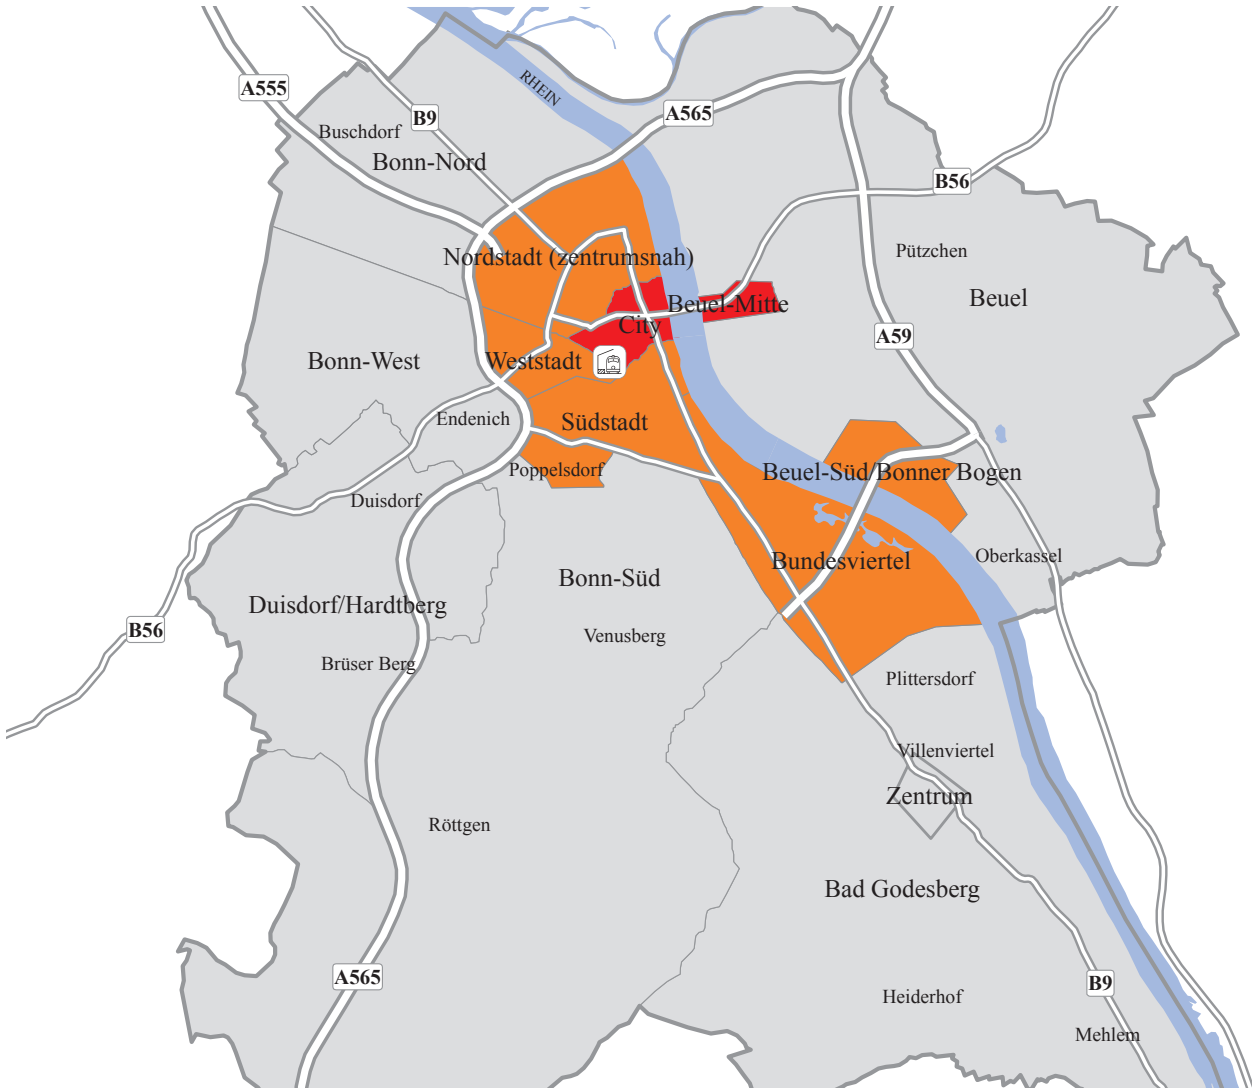 RHEIN
A555
A565
B9
Buschdorf
Bonn-Nord
B56
Nordstadt (zentrumsnah)
Pützchen
Beuel
Beuel-Mitte
City
A59
Bonn-West
Weststadt
Endenich
Südstadt
Poppelsdorf
Beuel-Süd/Bonner Bogen
Duisdorf
Oberkassel
Bundesviertel
Bonn-Süd
Duisdorf/Hardtberg
B56
Venusberg
Brüser Berg
Plittersdorf
Villenviertel
Zentrum
Röttgen
Bad Godesberg
A565
B9
Heiderhof
Mehlem